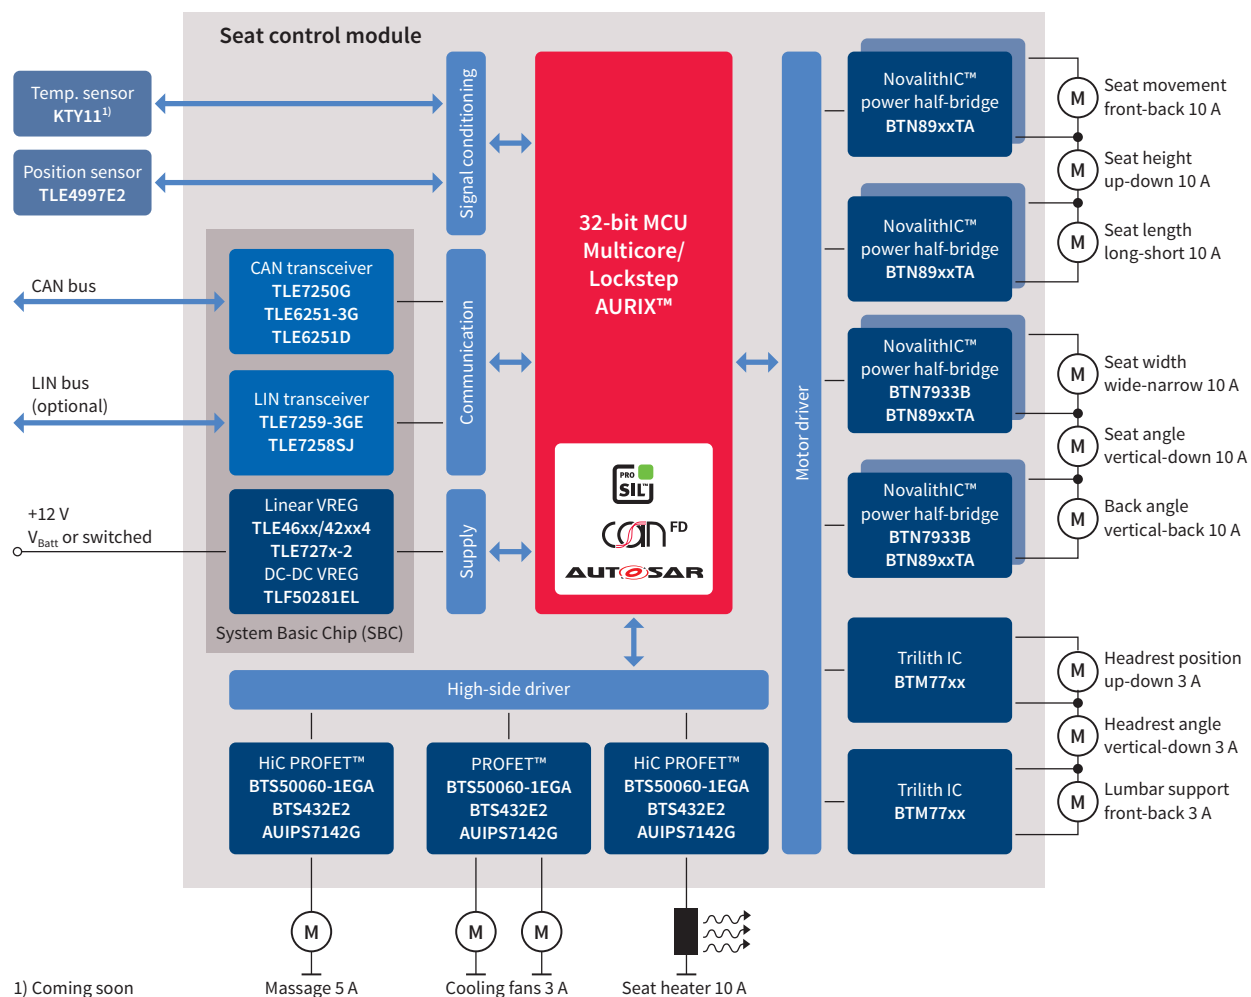 Seat control module
Temp. sensor
KTY11¹⁾
Position sensor
TLE4997E2
Signal conditioning
CAN bus
CAN transceiver
TLE7250G
TLE6251-3G
TLE6251D
LIN bus
(optional)
LIN transceiver
TLE7259-3GE
TLE7258SJ
Communication
+12 V
V_Batt or switched
Linear VREG
TLE46xx/42xx4
TLE727x-2
DC-DC VREG
TLF50281EL
Supply
System Basic Chip (SBC)
32-bit MCU
Multicore/
Lockstep
AURIX™
PRO
SIL™
CAN FD
AUTOSAR
Motor driver
NovalithIC™
power half-bridge
BTN89xxTA
NovalithIC™
power half-bridge
BTN89xxTA
NovalithIC™
power half-bridge
BTN7933B
BTN89xxTA
NovalithIC™
power half-bridge
BTN7933B
BTN89xxTA
Trilith IC
BTM77xx
Trilith IC
BTM77xx
M
Seat movement
front-back 10 A
M
Seat height
up-down 10 A
M
Seat length
long-short 10 A
M
Seat width
wide-narrow 10 A
M
Seat angle
vertical-down 10 A
M
Back angle
vertical-back 10 A
M
Headrest position
up-down 3 A
M
Headrest angle
vertical-down 3 A
M
Lumbar support
front-back 3 A
High-side driver
HiC PROFET™
BTS50060-1EGA
BTS432E2
AUIPS7142G
PROFET™
BTS50060-1EGA
BTS432E2
AUIPS7142G
HiC PROFET™
BTS50060-1EGA
BTS432E2
AUIPS7142G
M
M
M
Massage 5 A
Cooling fans 3 A
Seat heater 10 A
1) Coming soon